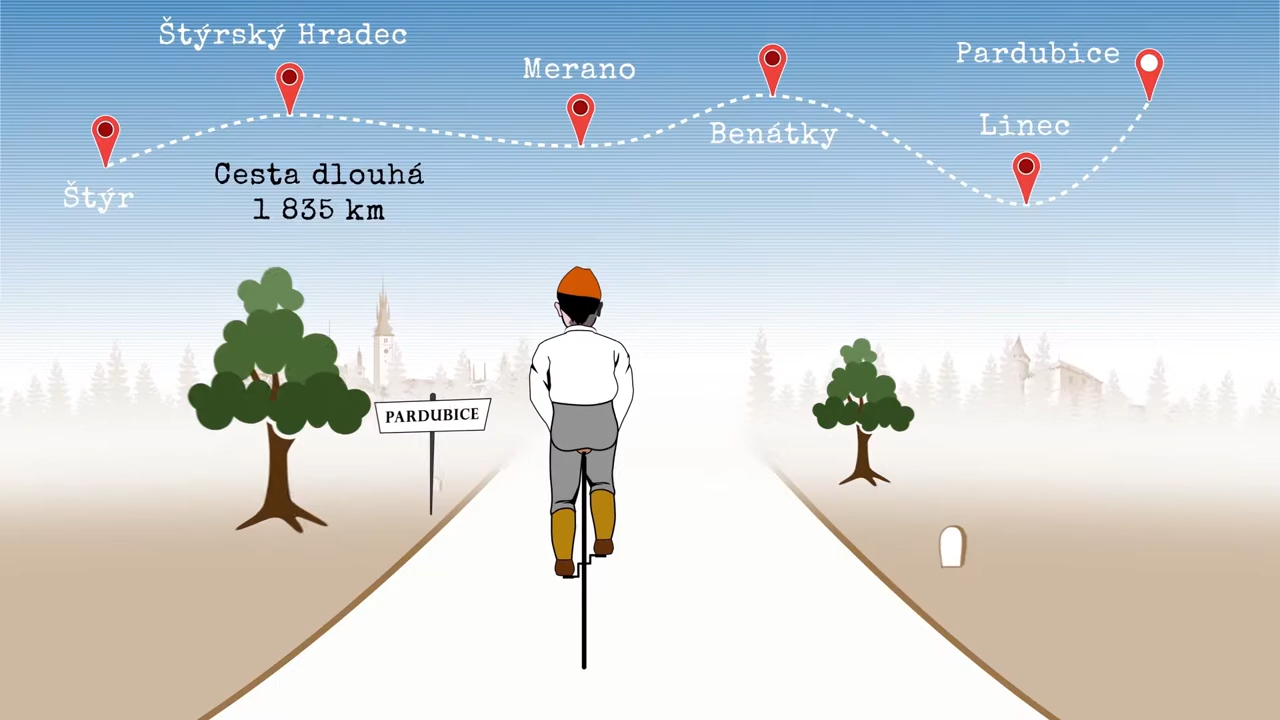 Štýrský Hradec
Pardubice
Merano
Linec
Benátky
Cesta dlouhá
1 835 km
Štýr
PARDUBICE